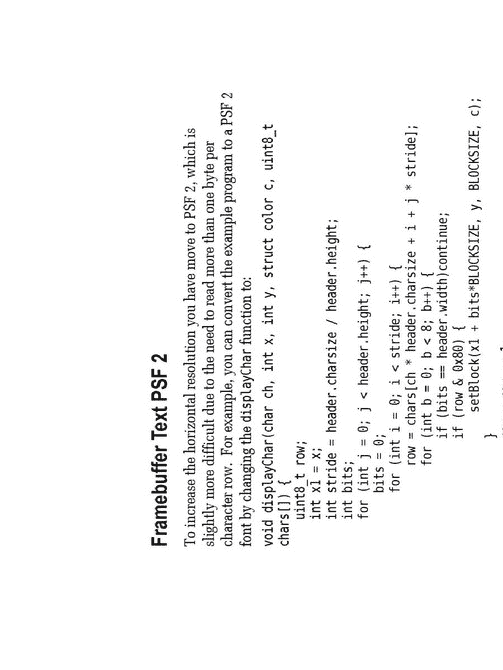 Framebuffer Text PSF 2
To increase the horizontal resolution you have move to PSF 2, which is
slightly more difficult due to the need to read more than one byte per
character row.  For example, you can convert the example program to a PSF 2
font by changing the displayChar function to:
void displayChar(char ch, int x, int y, struct color c, uint8_t
chars[]) {
    uint8_t row;
    int x1 = x;
    int stride = header.charsize / header.height;
    int bits;
    for (int j = 0; j < header.height; j++) {
        bits = 0;
        for (int i = 0; i < stride; i++) {
            row = chars[ch * header.charsize + i + j * stride];
            for (int b = 0; b < 8; b++) {
                if (bits == header.width)continue;
                if (row & 0x80) {
                    setBlock(x1 + bits*BLOCKSIZE, y, BLOCKSIZE, c);
                }